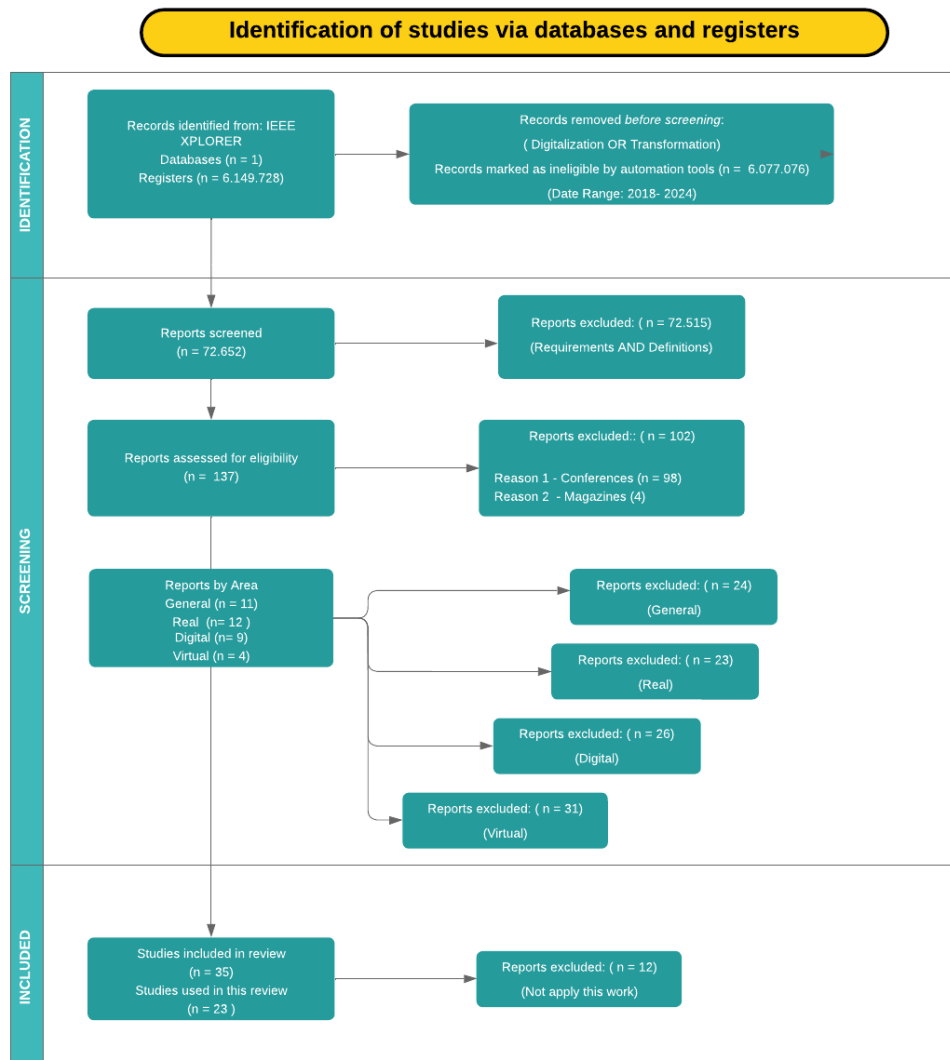 Identification of studies via databases and registers
IDENTIFICATION
Records identified from: IEEE
XPLORER
Databases (n = 1)
Registers (n = 6.149.728)
Records removed before screening:
( Digitalization OR Transformation)
Records marked as ineligible by automation tools (n = 6.077.076)
(Date Range: 2018- 2024)
SCREENING
Reports screened
(n = 72.652)
Reports excluded: ( n = 72.515)
(Requirements AND Definitions)
Reports assessed for eligibility
(n = 137)
Reports excluded:: ( n = 102)
Reason 1 - Conferences (n = 98)
Reason 2 - Magazines (4)
Reports by Area
General (n = 11)
Real (n= 12 )
Digital (n= 9)
Virtual (n = 4)
Reports excluded: ( n = 24)
(General)
Reports excluded: ( n = 23)
(Real)
Reports excluded: ( n = 26)
(Digital)
Reports excluded: ( n = 31)
(Virtual)
INCLUDED
Studies included in review
(n = 35)
Studies used in this review
(n = 23 )
Reports excluded: ( n = 12)
(Not apply this work)